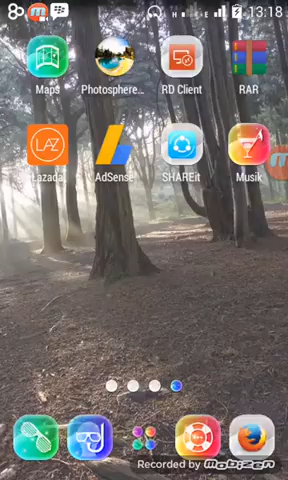 13:18
Maps
Photosphere...
RD Client
RAR
LAZ
Lazada
AdSense
SHAREit
Musik
Recorded by mobizen